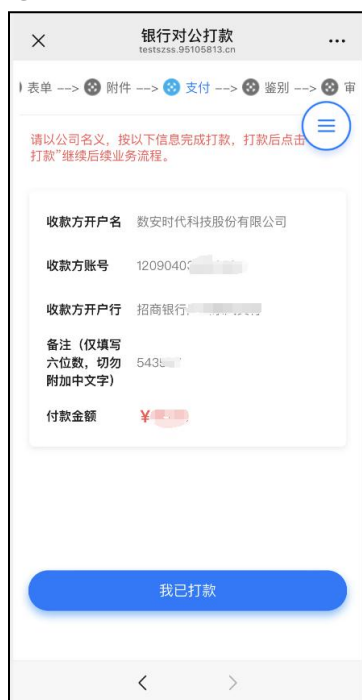 银行对公打款
testszss.95105813.cn
表单 --> 附件 --> 支付 --> 鉴别 --> 审
请以公司名义，按以下信息完成打款，打款后点击
打款”继续后续业务流程。
收款方开户名 数安时代科技股份有限公司
收款方账号 12090403
收款方开户行 招商银行
备注（仅填写
六位数，切勿 543
附加中文字）
付款金额 ¥
我已打款